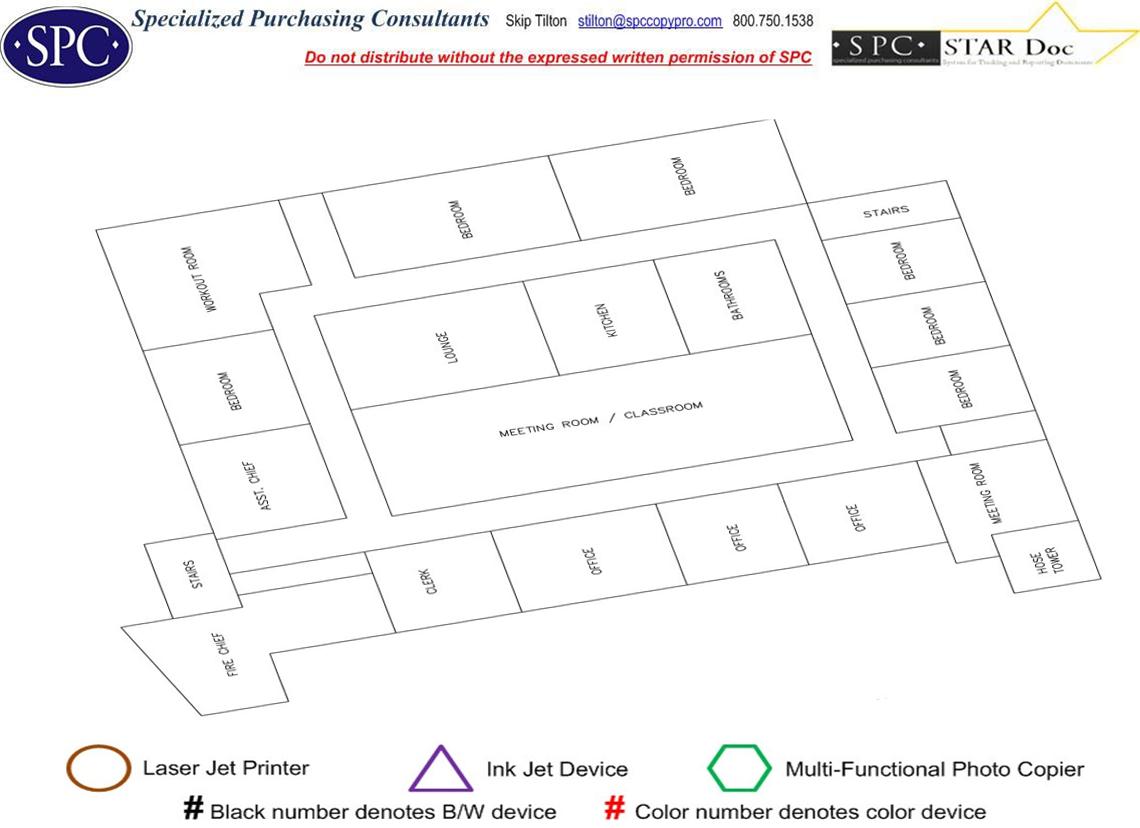 Specialized Purchasing Consultants Skip Tilton stilton@spccopypro.com 800.750.1538
·SPC·
Do not distribute without the expressed written permission of SPC
·SPC· STAR Doc
specialized purchasing consultants System for Tracking and Reporting Documents
BEDROOM
BEDROOM
STAIRS
WORKOUT ROOM
BEDROOM
BATHROOMS
KITCHEN
LOUNGE
BEDROOM
BEDROOM
BEDROOM
MEETING ROOM / CLASSROOM
ASST. CHIEF
MEETING ROOM
OFFICE
OFFICE
OFFICE
CLERK
STAIRS
HOSE
TOWER
FIRE CHIEF
Laser Jet Printer
Ink Jet Device
Multi-Functional Photo Copier
# Black number denotes B/W device
# Color number denotes color device